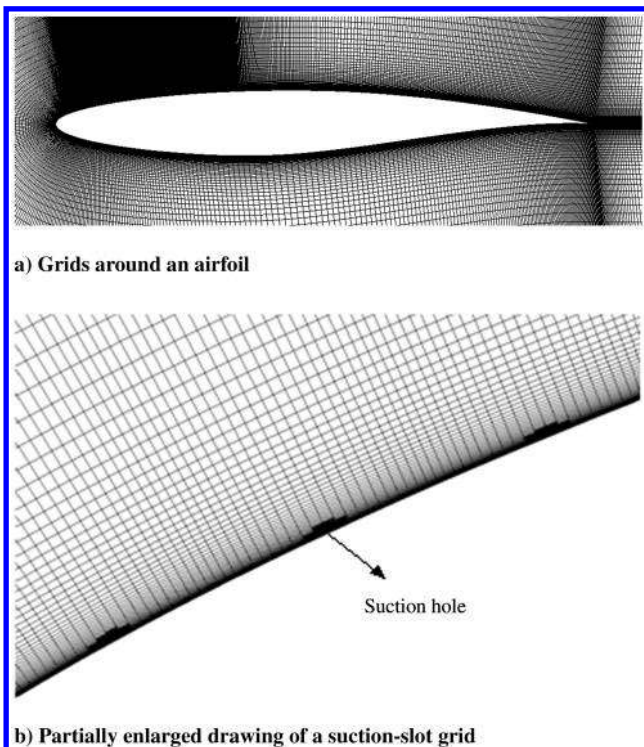 a) Grids around an airfoil
Suction hole
b) Partially enlarged drawing of a suction-slot grid